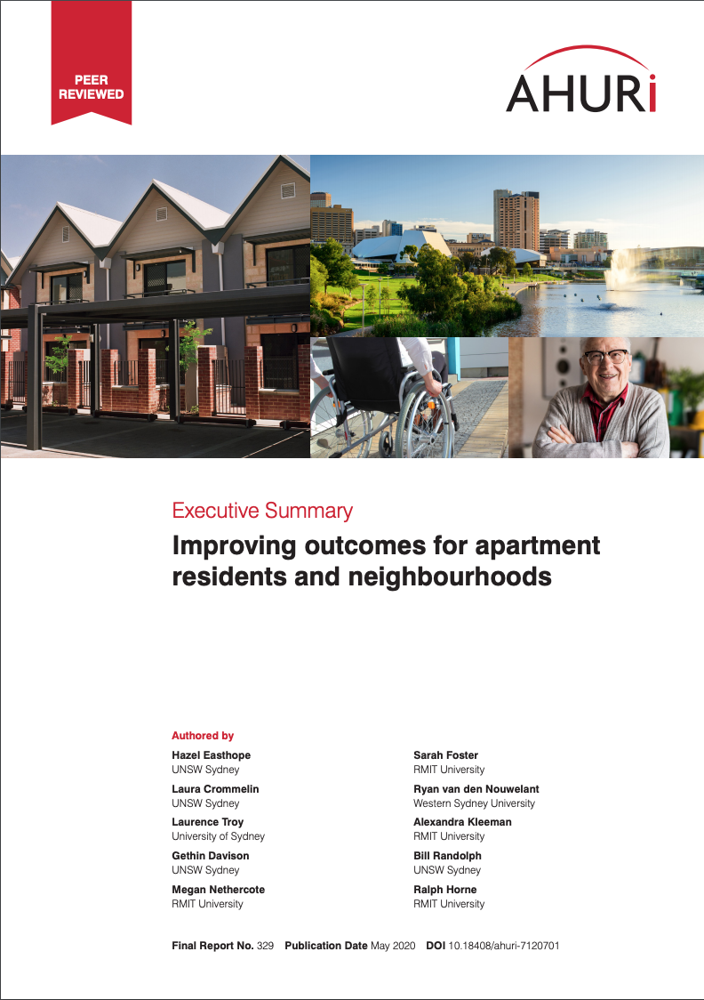 PEER
REVIEWED
AHURi
Executive Summary
Improving outcomes for apartment
residents and neighbourhoods
Authored by
Hazel Easthope
UNSW Sydney
Laura Crommelin
UNSW Sydney
Laurence Troy
University of Sydney
Gethin Davison
UNSW Sydney
Megan Nethercote
RMIT University
Sarah Foster
RMIT University
Ryan van den Nouwelant
Western Sydney University
Alexandra Kleeman
RMIT University
Bill Randolph
UNSW Sydney
Ralph Horne
RMIT University
Final Report No. 329 Publication Date May 2020 DOI 10.18408/ahuri-7120701